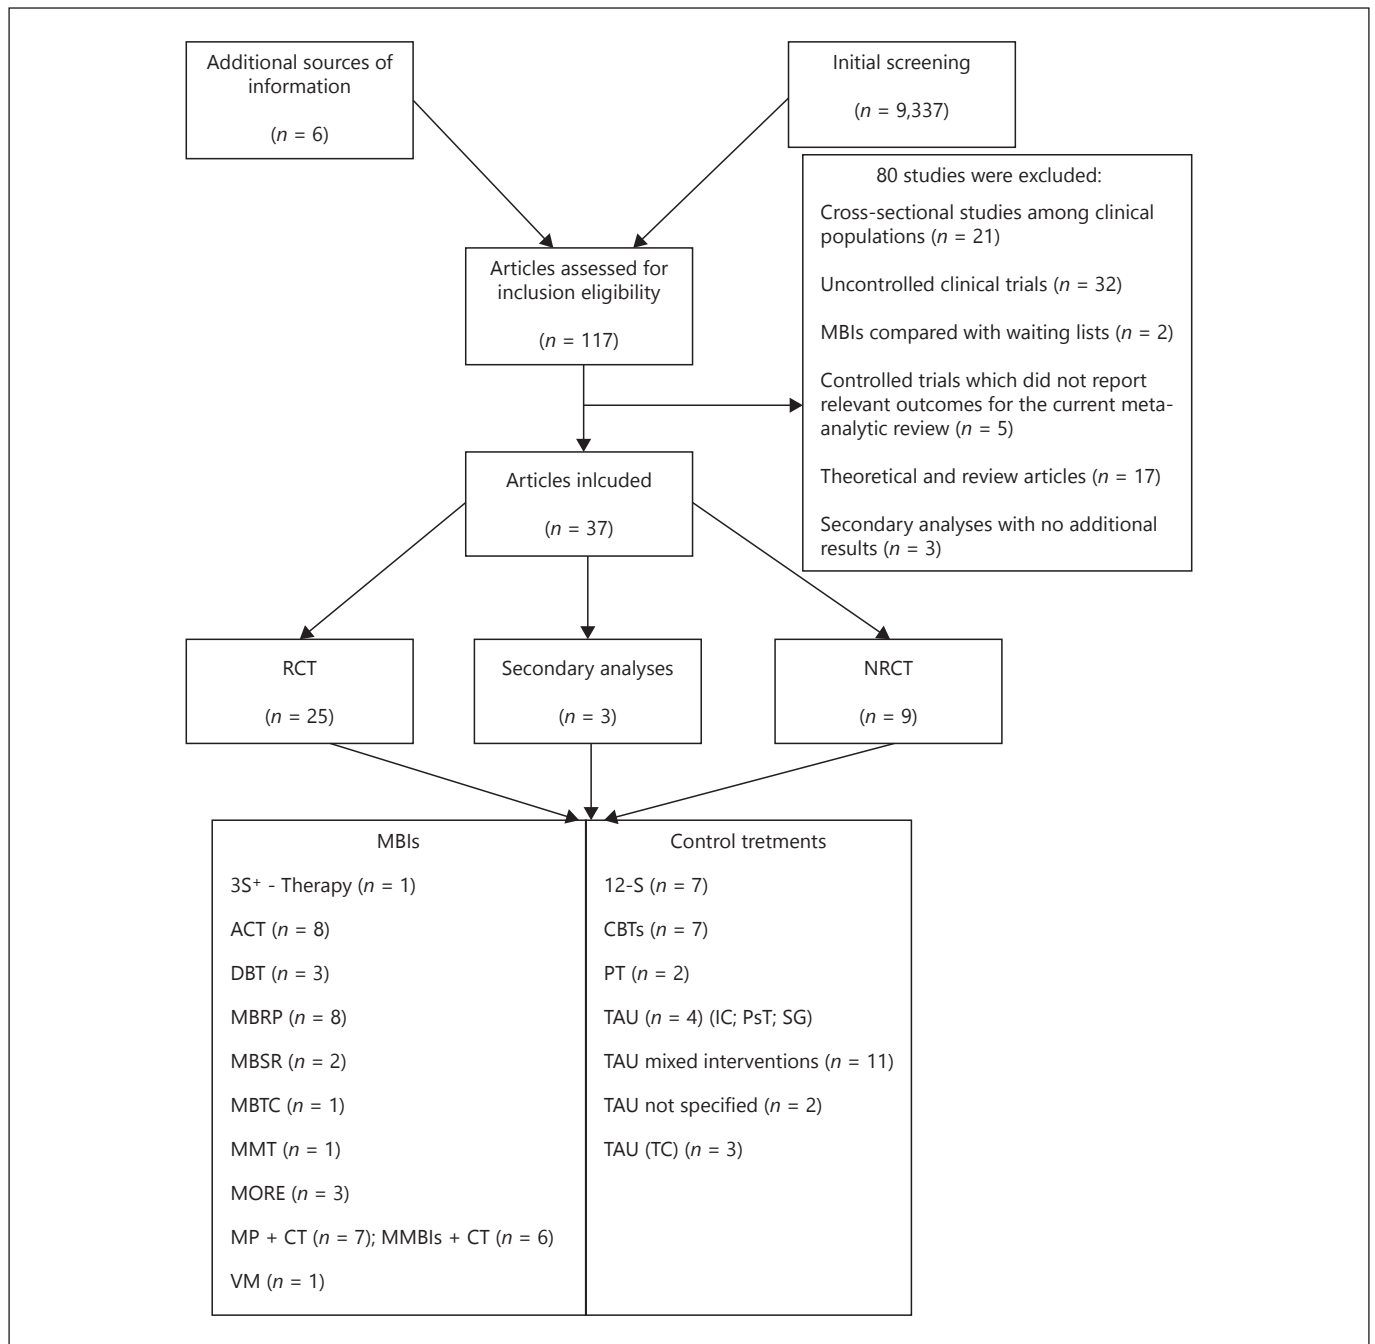 Additional sources of
information
(n = 6)
Initial screening
(n = 9,337)
80 studies were excluded:
Cross-sectional studies among clinical
populations (n = 21)
Uncontrolled clinical trials (n = 32)
MBIs compared with waiting lists (n = 2)
Controlled trials which did not report
relevant outcomes for the current meta-
analytic review (n = 5)
Theoretical and review articles (n = 17)
Secondary analyses with no additional
results (n = 3)
Articles assessed for
inclusion eligibility
(n = 117)
Articles inlcuded
(n = 37)
RCT
(n = 25)
Secondary analyses
(n = 3)
NRCT
(n = 9)
MBIs
3S⁺ - Therapy (n = 1)
ACT (n = 8)
DBT (n = 3)
MBRP (n = 8)
MBSR (n = 2)
MBTC (n = 1)
MMT (n = 1)
MORE (n = 3)
MP + CT (n = 7); MMBIs + CT (n = 6)
VM (n = 1)
Control tretments
12-S (n = 7)
CBTs (n = 7)
PT (n = 2)
TAU (n = 4) (IC; PsT; SG)
TAU mixed interventions (n = 11)
TAU not specified (n = 2)
TAU (TC) (n = 3)